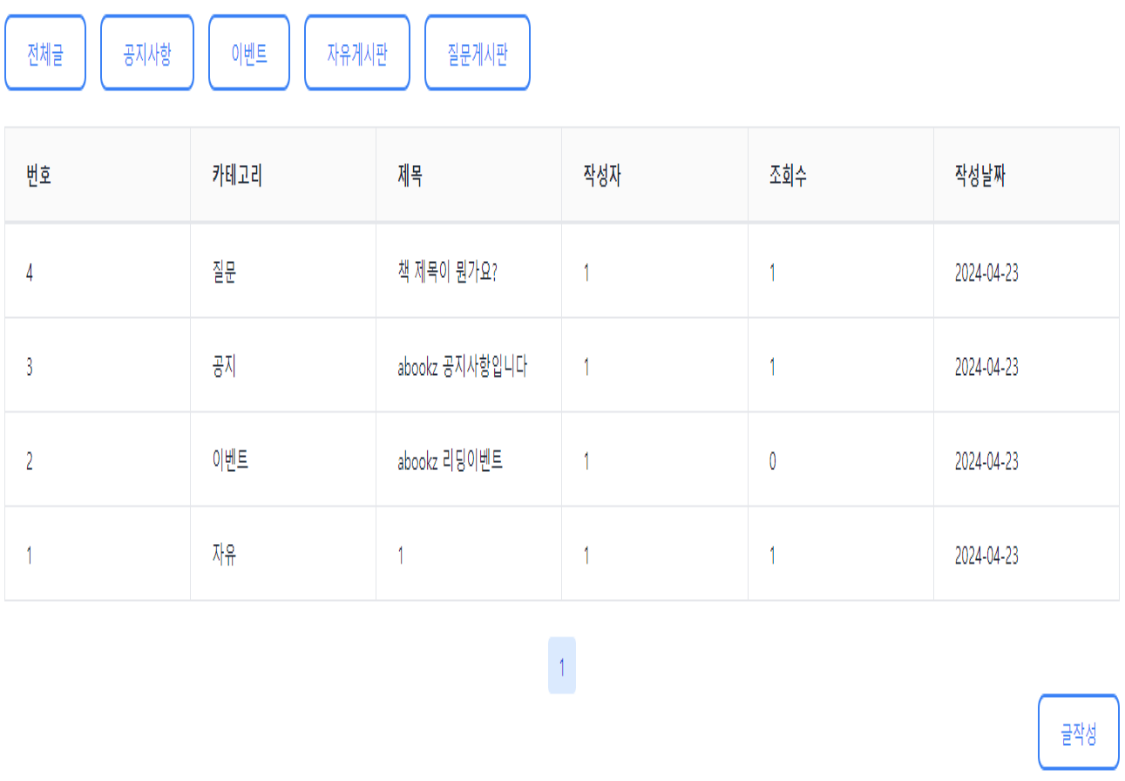 전체글 공지사항 이벤트 자유게시판 질문게시판
번호 카테고리 제목 작성자 조회수 작성날짜
4 질문 책 제목이 뭔가요? 1 1 2024-04-23
3 공지 abookz 공지사항입니다 1 1 2024-04-23
2 이벤트 abookz 리딩이벤트 1 0 2024-04-23
1 자유 1 1 1 2024-04-23
1
글작성